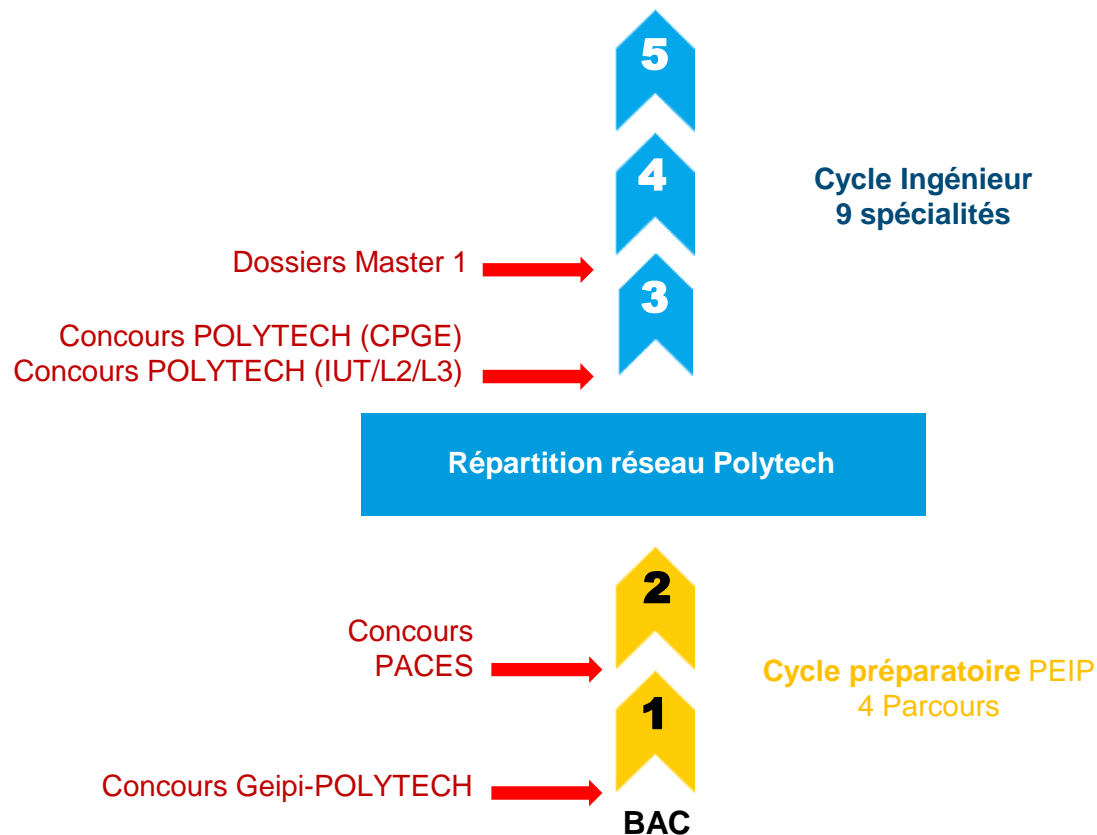 5
4
Cycle Ingénieur
9 spécialités
Dossiers Master 1
3
Concours POLYTECH (CPGE)
Concours POLYTECH (IUT/L2/L3)
Répartition réseau Polytech
2
Concours
PACES
Cycle préparatoire PEIP
4 Parcours
1
Concours Geipi-POLYTECH
BAC